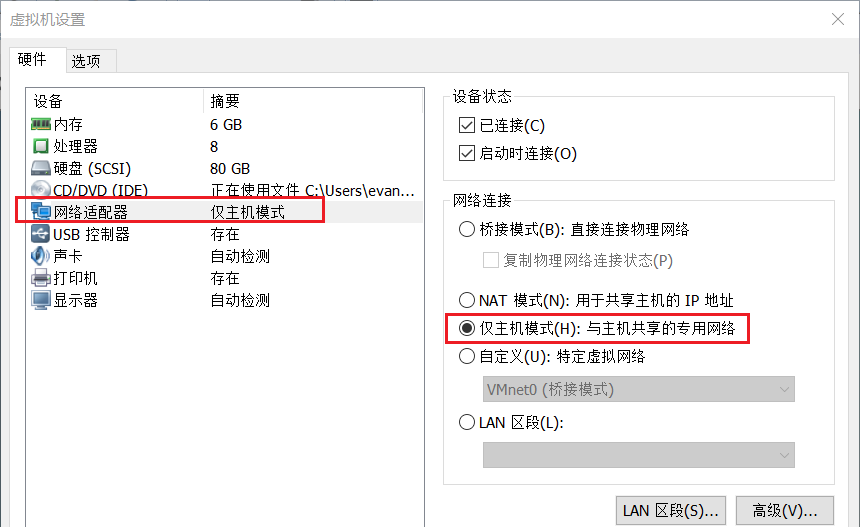 虚拟机设置
硬件 选项
设备 摘要
内存 6 GB
处理器 8
硬盘 (SCSI) 80 GB
CD/DVD (IDE) 正在使用文件 C:\Users\evan...
网络适配器 仅主机模式
USB 控制器 存在
声卡 自动检测
打印机 存在
显示器 自动检测
设备状态
已连接(C)
启动时连接(O)
网络连接
桥接模式(B): 直接连接物理网络
复制物理网络连接状态(P)
NAT 模式(N): 用于共享主机的 IP 地址
仅主机模式(H): 与主机共享的专用网络
自定义(U): 特定虚拟网络
VMnet0 (桥接模式)
LAN 区段(L):
LAN 区段(S)... 高级(V)...